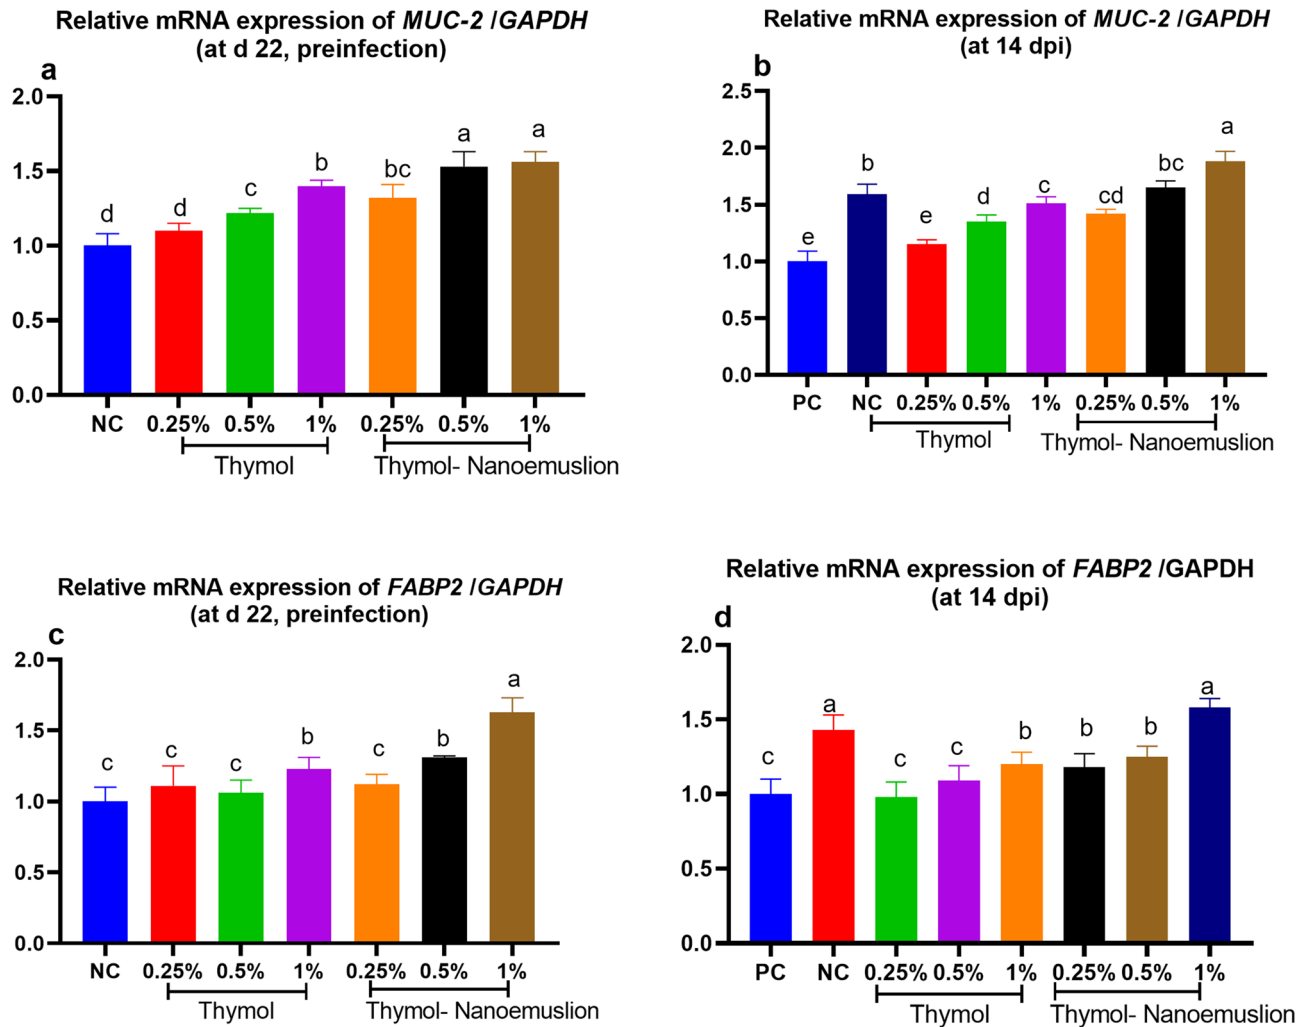 Relative mRNA expression of MUC-2 /GAPDH
(at d 22, preinfection)
a
2.0
1.5
1.0
0.5
0.0
d
d
c
b
bc
a
a
NC 0.25% 0.5% 1% 0.25% 0.5% 1%
Thymol Thymol- Nanoemuslion
Relative mRNA expression of MUC-2 /GAPDH
(at 14 dpi)
b
2.5
2.0
1.5
1.0
0.5
0.0
e
b
e
d
c
cd
bc
a
PC NC 0.25% 0.5% 1% 0.25% 0.5% 1%
Thymol Thymol- Nanoemuslion
Relative mRNA expression of FABP2 /GAPDH
(at d 22, preinfection)
c
2.0
1.5
1.0
0.5
0.0
c
c
c
b
c
b
a
NC 0.25% 0.5% 1% 0.25% 0.5% 1%
Thymol Thymol- Nanoemuslion
Relative mRNA expression of FABP2 /GAPDH
(at 14 dpi)
d
2.0
1.5
1.0
0.5
0.0
c
a
c
c
b
b
b
a
PC NC 0.25% 0.5% 1% 0.25% 0.5% 1%
Thymol Thymol- Nanoemuslion